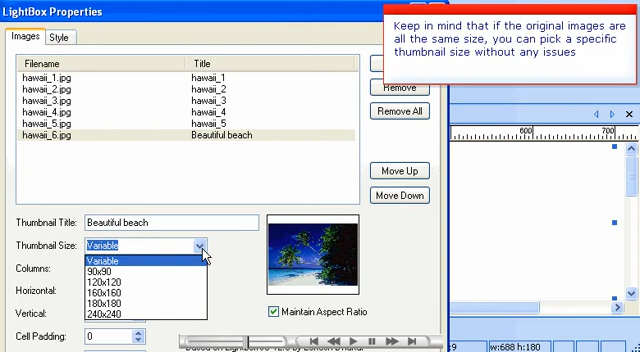 LightBox Properties
Keep in mind that if the original images are
all the same size, you can pick a specific
thumbnail size without any issues
Images Style
Filename Title
hawaii_1.jpg hawaii_1
hawaii_2.jpg hawaii_2
hawaii_3.jpg hawaii_3
hawaii_4.jpg hawaii_4
hawaii_5.jpg hawaii_5
hawaii_6.jpg Beautiful beach
Remove
Remove All
600 700
Move Up
Move Down
Thumbnail Title: Beautiful beach
Thumbnail Size: Variable
Variable
Columns: 90x90
120x120
Horizontal: 160x160
180x180
Vertical: 240x240
Maintain Aspect Ratio
Cell Padding: 0
w:688 h:180